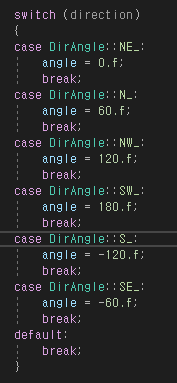 switch (direction)
{
case DirAngle::NE_:
    angle = 0.f;
    break;
case DirAngle::N_:
    angle = 60.f;
    break;
case DirAngle::NW_:
    angle = 120.f;
    break;
case DirAngle::SW_:
    angle = 180.f;
    break;
case DirAngle::S_:
    angle = -120.f;
    break;
case DirAngle::SE_:
    angle = -60.f;
    break;
default:
    break;
}